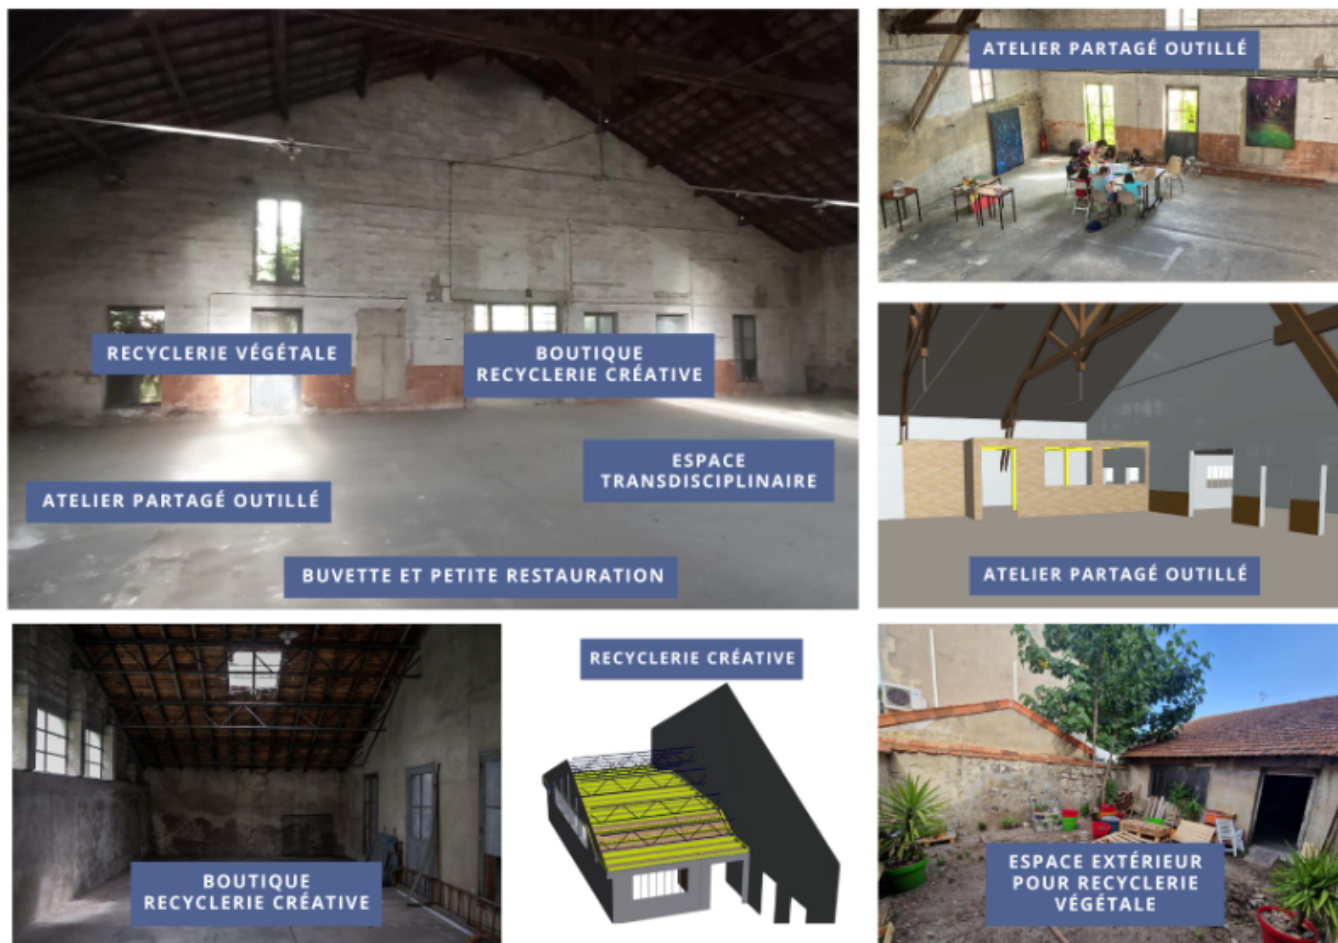 RECYCLERIE VÉGÉTALE
BOUTIQUE
RECYCLERIE CRÉATIVE
ESPACE
TRANSDISCIPLINAIRE
ATELIER PARTAGÉ OUTILLÉ
BUVETTE ET PETITE RESTAURATION
ATELIER PARTAGÉ OUTILLÉ
ATELIER PARTAGÉ OUTILLÉ
BOUTIQUE
RECYCLERIE CRÉATIVE
RECYCLERIE CRÉATIVE
ESPACE EXTÉRIEUR
POUR RECYCLERIE
VÉGÉTALE